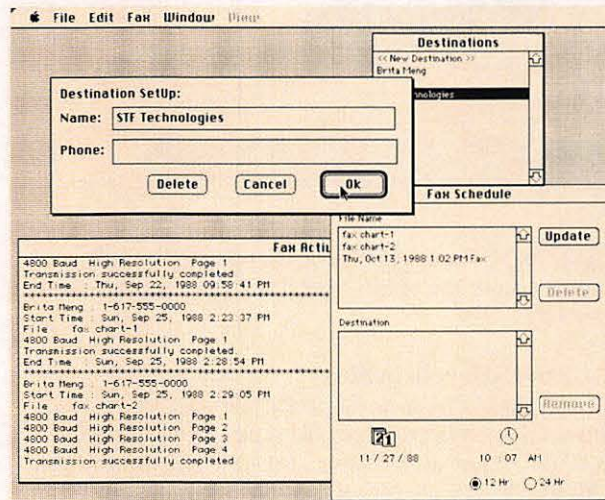 File Edit Fax Window View
Destinations
<< New Destination >>
Brita Meng
nologies
Destination SetUp:
Name: STF Technologies
Phone:
Delete Cancel Ok
Fax Schedule
File Name
fax chart-1
fax chart-2
Thu, Oct 13, 1988 1:02 PM Fax
Update
Delete
Destination
Remove
11 / 27 / 88 10 : 07 AM
12 Hr 24 Hr
Fax Activ
4800 Baud High Resolution Page 1
Transmission successfully completed
End Time : Thu, Sep 22, 1988 09:58:41 PM
Brita Meng : 1-617-555-0000
Start Time : Sun, Sep 25, 1988 2:23:37 PM
File fax chart-1
4800 Baud High Resolution Page 1
Transmission successfully completed
End Time : Sun, Sep 25, 1988 2:28:54 PM
Brita Meng : 1-617-555-0000
Start Time : Sun, Sep 25, 1988 2:29:05 PM
File fax chart-2
4800 Baud High Resolution Page 1
4800 Baud High Resolution Page 2
4800 Baud High Resolution Page 3
4800 Baud High Resolution Page 4
Transmission successfully completed